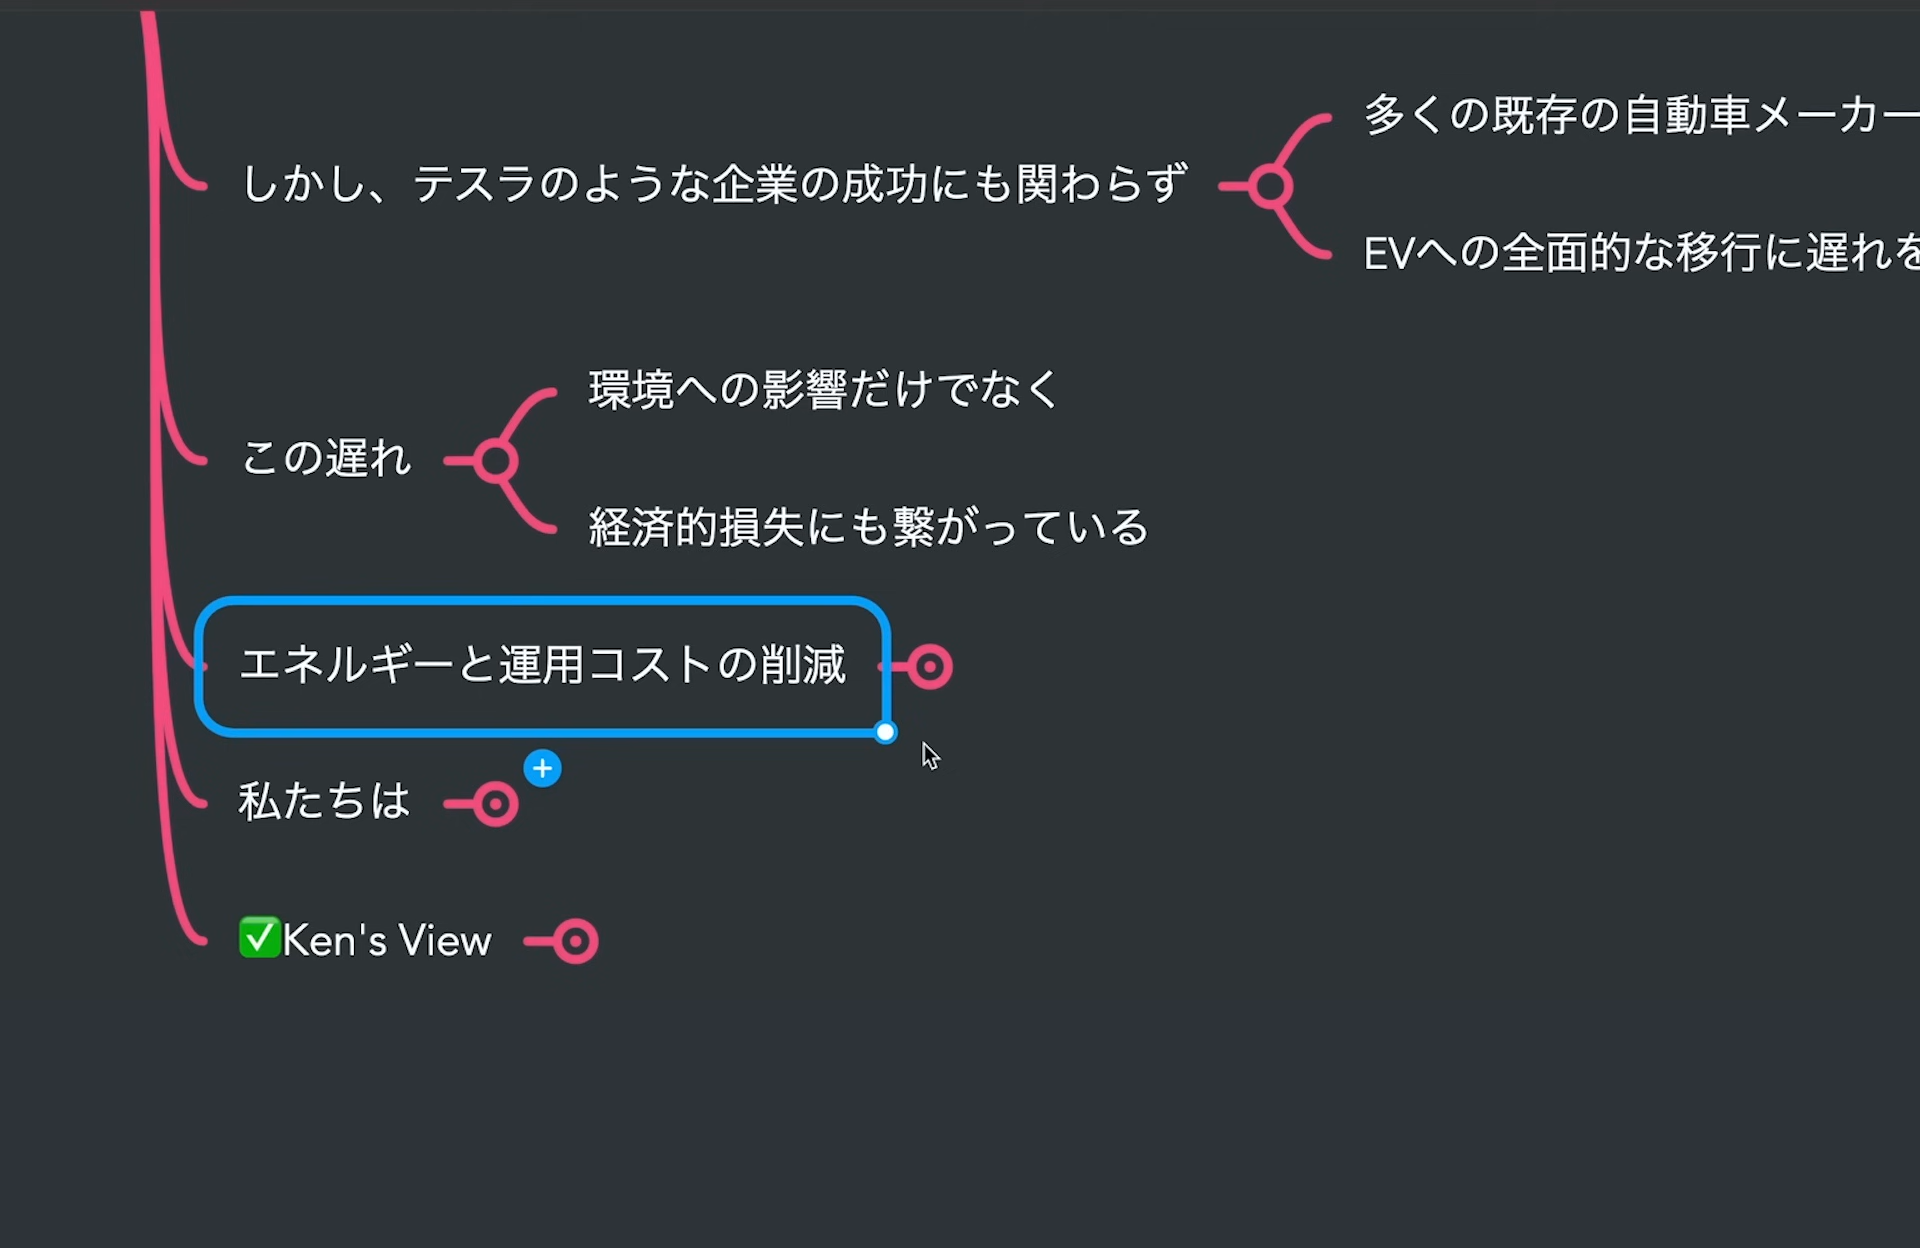 しかし、テスラのような企業の成功にも関わらず
多くの既存の自動車メーカー
EVへの全面的な移行に遅れを
この遅れ
環境への影響だけでなく
経済的損失にも繋がっている
エネルギーと運用コストの削減
私たちは
✅Ken's View